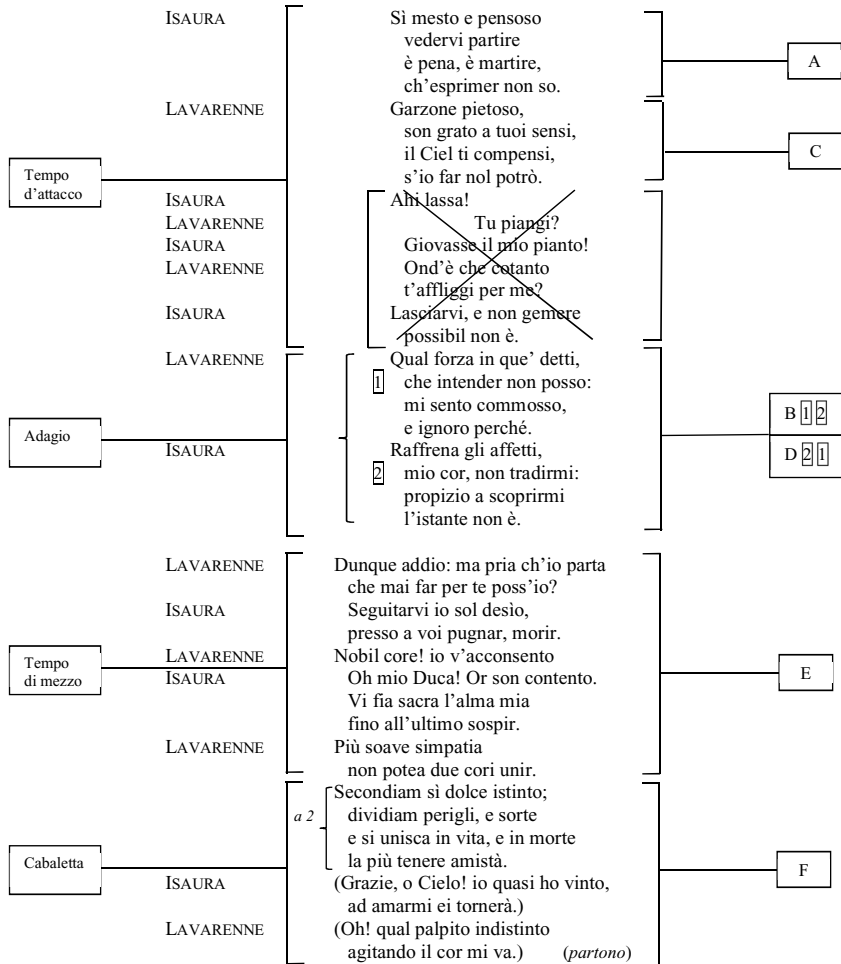 ISAURA Sì mesto e pensoso
vedervi partire
è pena, è martire,
A
ch'esprimer non so.
LAVARENNE Garzone pietoso,
son grato a tuoi sensi,
il Ciel ti compensi,
C
Tempo
d'attacco
s'io far nol potrò.
ISAURA Ahi lassa!
LAVARENNE Tu piangi?
ISAURA Giovasse il mio pianto!
LAVARENNE Ond'è che cotanto
t'affliggi per me?
ISAURA Lasciarvi, e non gemere
possibil non è.
LAVARENNE Qual forza in que' detti,
1 che intender non posso:
mi sento commosso,
B 1 2
e ignoro perché.
Adagio
ISAURA Raffrena gli affetti,
D 2 1
2 mio cor, non tradirmi:
propizio a scoprirmi
l'istante non è.
LAVARENNE Dunque addio: ma pria ch'io parta
che mai far per te poss'io?
ISAURA Seguitarvi io sol desìo,
presso a voi pugnar, morir.
Tempo
di mezzo
LAVARENNE Nobil core! io v'acconsento
ISAURA Oh mio Duca! Or son contento.
E
Vi fia sacra l'alma mia
fino all'ultimo sospir.
LAVARENNE Più soave simpatia
non potea due cori unir.
Secondiam sì dolce istinto;
a 2 dividiam perigli, e sorte
e si unisca in vita, e in morte
la più tenere amistà.
Cabaletta
F
ISAURA (Grazie, o Cielo! io quasi ho vinto,
ad amarmi ei tornerà.)
LAVARENNE (Oh! qual palpito indistinto
agitando il cor mi va.) (partono)